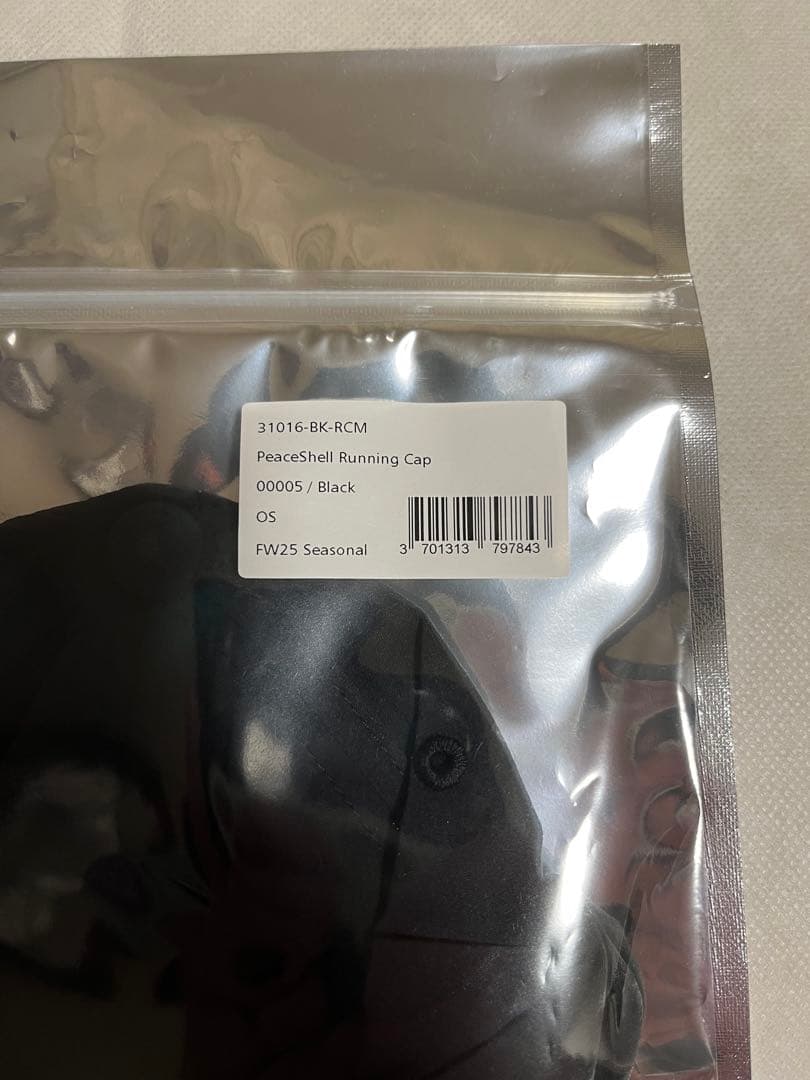 31016-BK-RCM
PeaceShell Running Cap
00005 / Black
OS
FW25 Seasonal
3 701313 797843